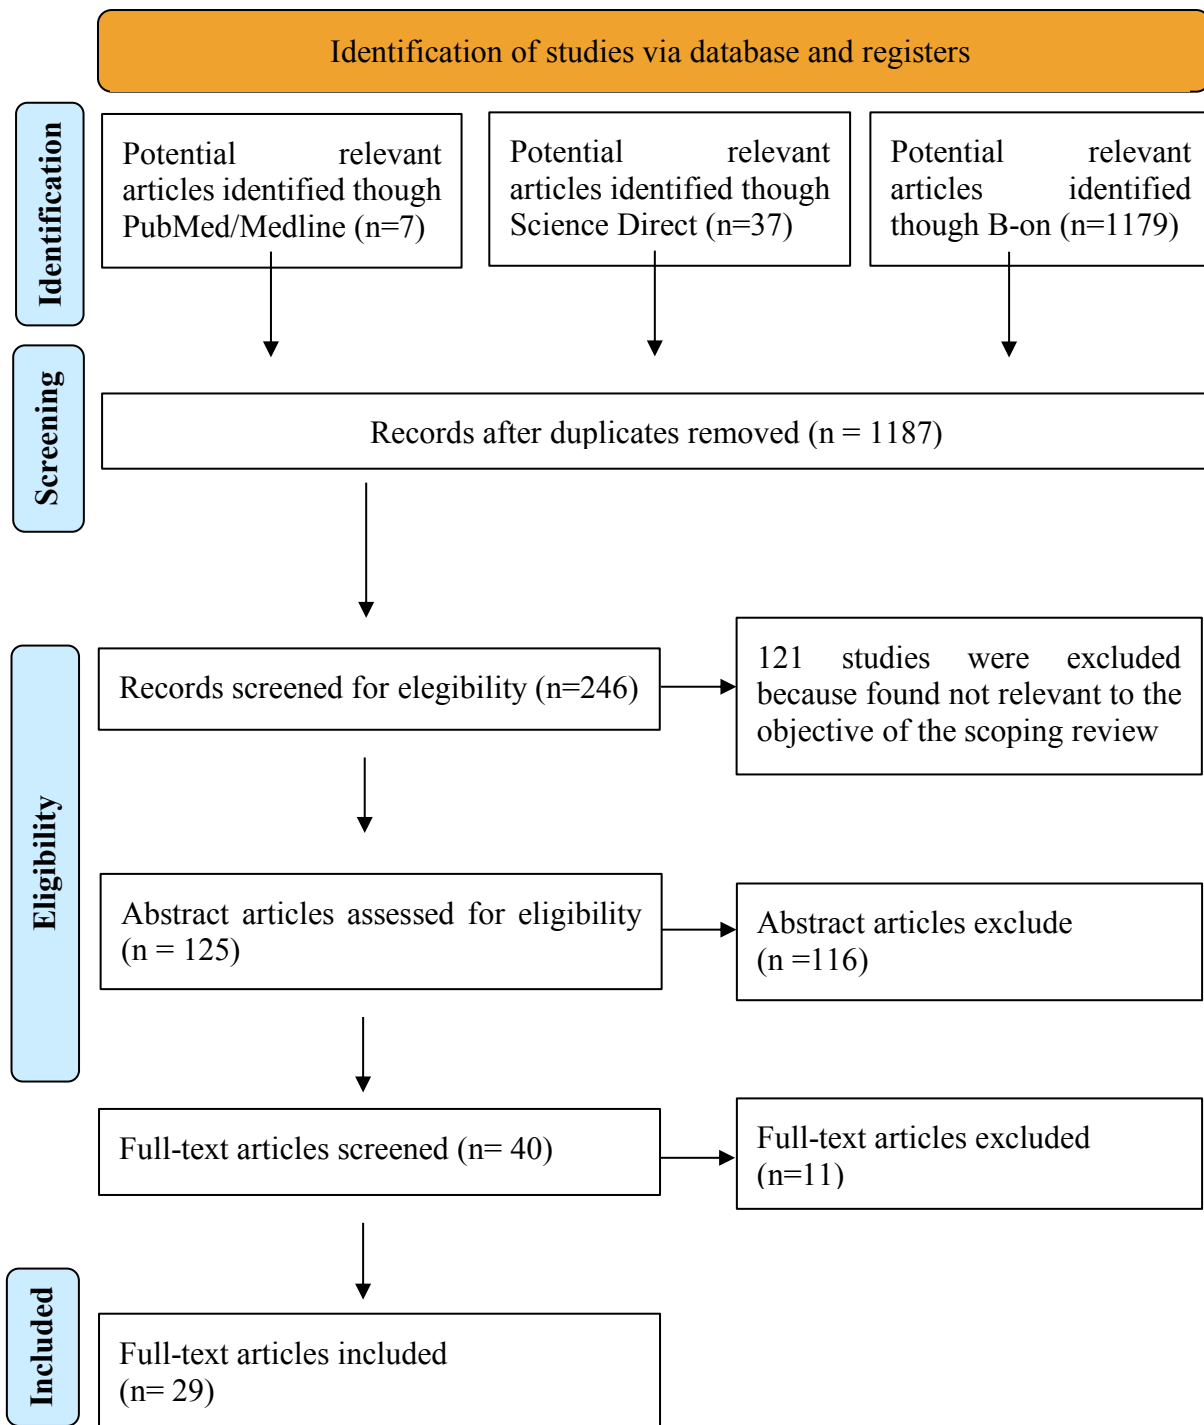 Identification of studies via database and registers
Identification
Potential relevant
articles identified though
PubMed/Medline (n=7)
Potential relevant
articles identified though
Science Direct (n=37)
Potential relevant
articles identified
though B-on (n=1179)
Screening
Records after duplicates removed (n = 1187)
Eligibility
Records screened for elegibility (n=246)
121 studies were excluded
because found not relevant to the
objective of the scoping review
Abstract articles assessed for eligibility
(n = 125)
Abstract articles exclude
(n =116)
Full-text articles screened (n= 40)
Full-text articles excluded
(n=11)
Included
Full-text articles included
(n= 29)